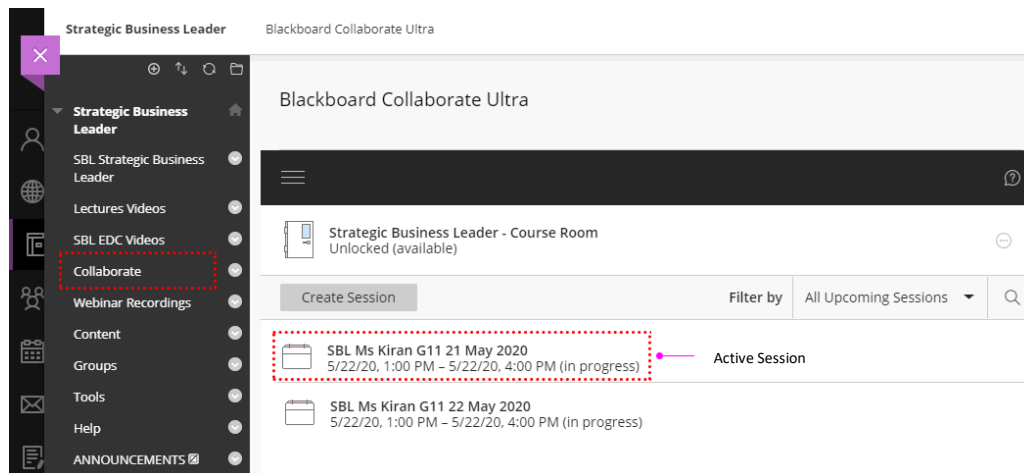 Strategic Business Leader
Blackboard Collaborate Ultra
Strategic Business
Leader
SBL Strategic Business
Leader
Lectures Videos
SBL EDC Videos
Collaborate
Webinar Recordings
Content
Groups
Tools
Help
ANNOUNCEMENTS
Blackboard Collaborate Ultra
Strategic Business Leader - Course Room
Unlocked (available)
Create Session
Filter by
All Upcoming Sessions
SBL Ms Kiran G11 21 May 2020
5/22/20, 1:00 PM – 5/22/20, 4:00 PM (in progress)
Active Session
SBL Ms Kiran G11 22 May 2020
5/22/20, 1:00 PM – 5/22/20, 4:00 PM (in progress)